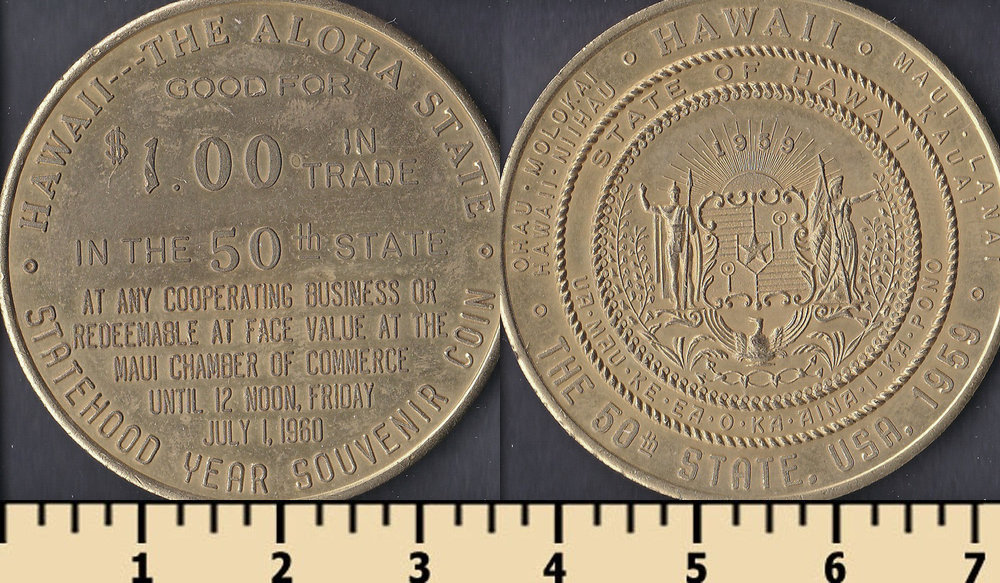 HAWAII---THE ALOHA STATE
GOOD FOR
$1.00 IN TRADE
IN THE 50th STATE
AT ANY COOPERATING BUSINESS OR
REDEEMABLE AT FACE VALUE AT THE
MAUI CHAMBER OF COMMERCE
UNTIL 12 NOON, FRIDAY
JULY 1, 1960
STATEHOOD YEAR SOUVENIR COIN
HAWAII
OHAU · MOLOKAI
HAWAII · NIIHAU
MAUI · LANAI
KAUAI
STATE OF HAWAII
1959
UA · MAU · KE · EA · O · KA · AINA · I · KA · PONO
THE 50th STATE, USA, 1959
1 2 3 4 5 6 7